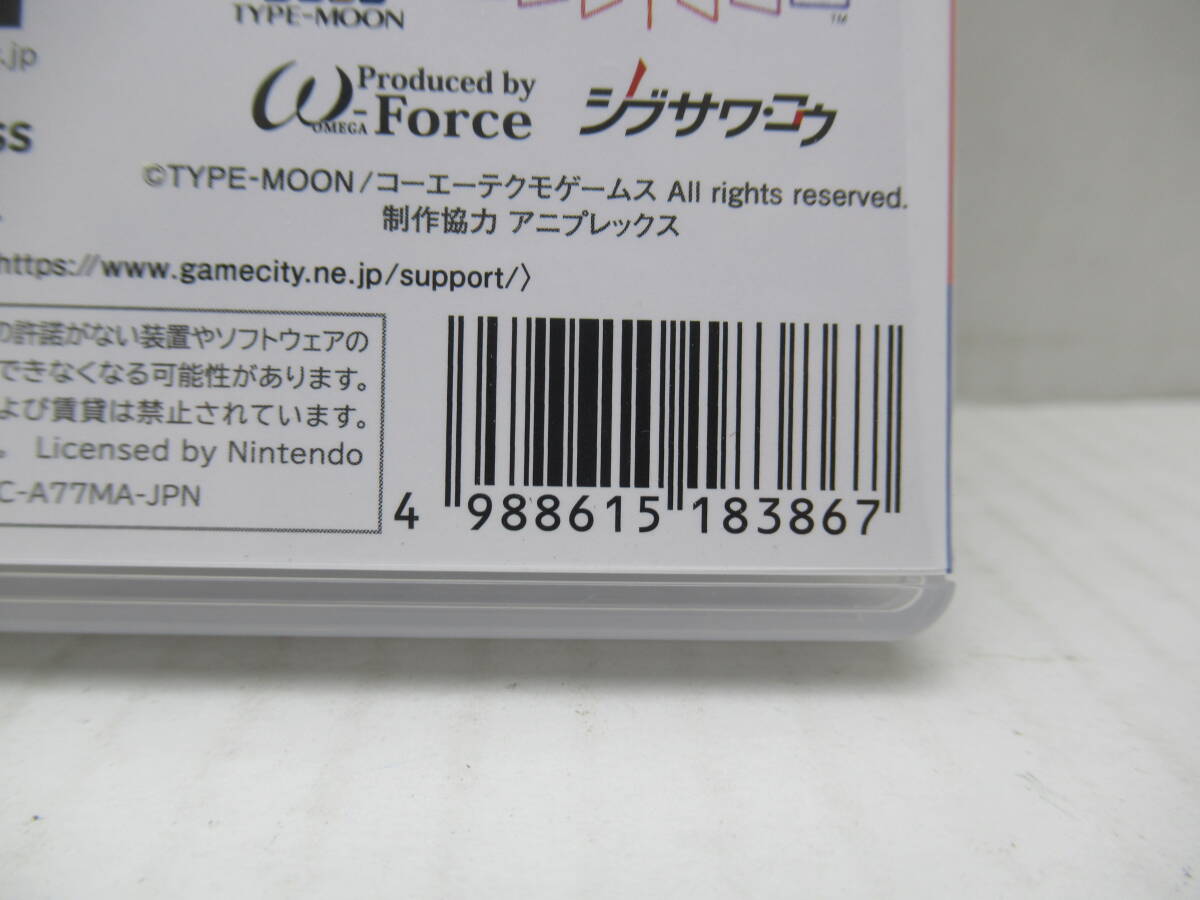 TYPE-MOON
TM
.jp
Produced by
ω-Force
OMEGA
シブサワ・コウ
ss
©TYPE-MOON/コーエーテクモゲームス All rights reserved.
制作協力 アニプレックス
https://www.gamecity.ne.jp/support/〉
の許諾がない装置やソフトウェアの
できなくなる可能性があります。
よび賃貸は禁止されています。
。 Licensed by Nintendo
C-A77MA-JPN
4 988615 183867